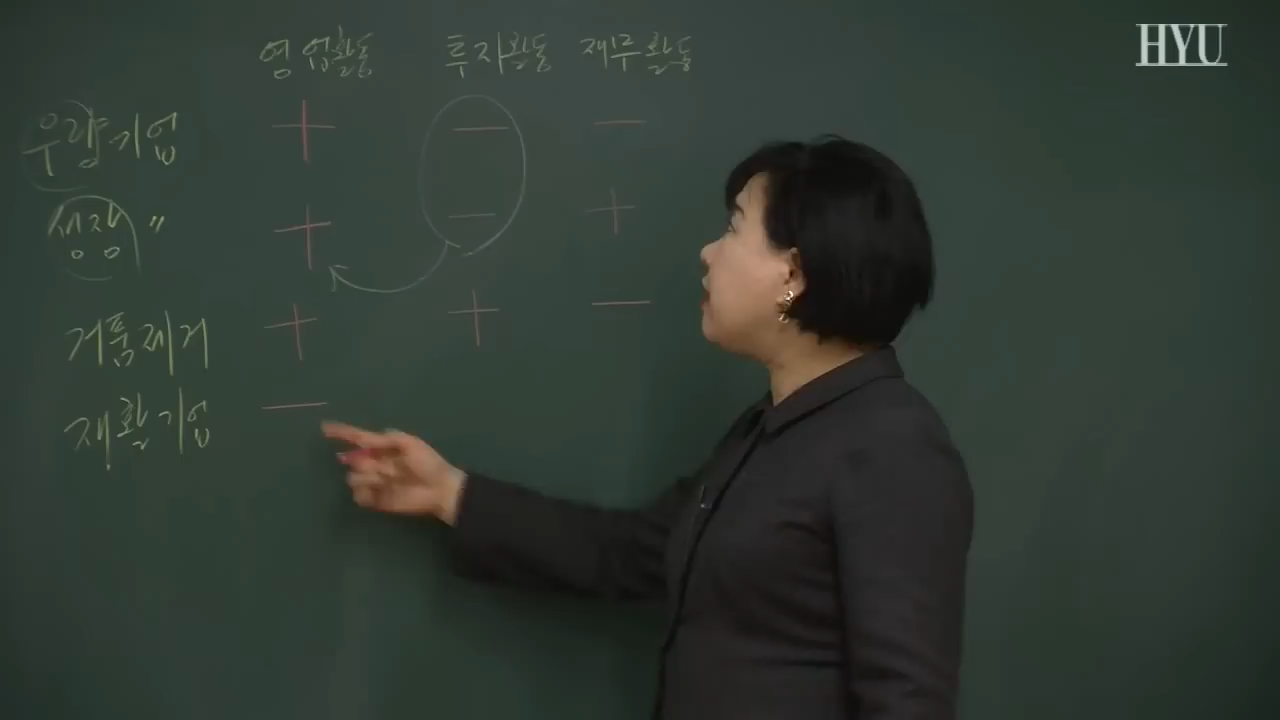 HYU
영업활동 투자활동 재무활동
우량기업 + − −
성장 〃 + − +
거품제거 + + −
재활기업 −